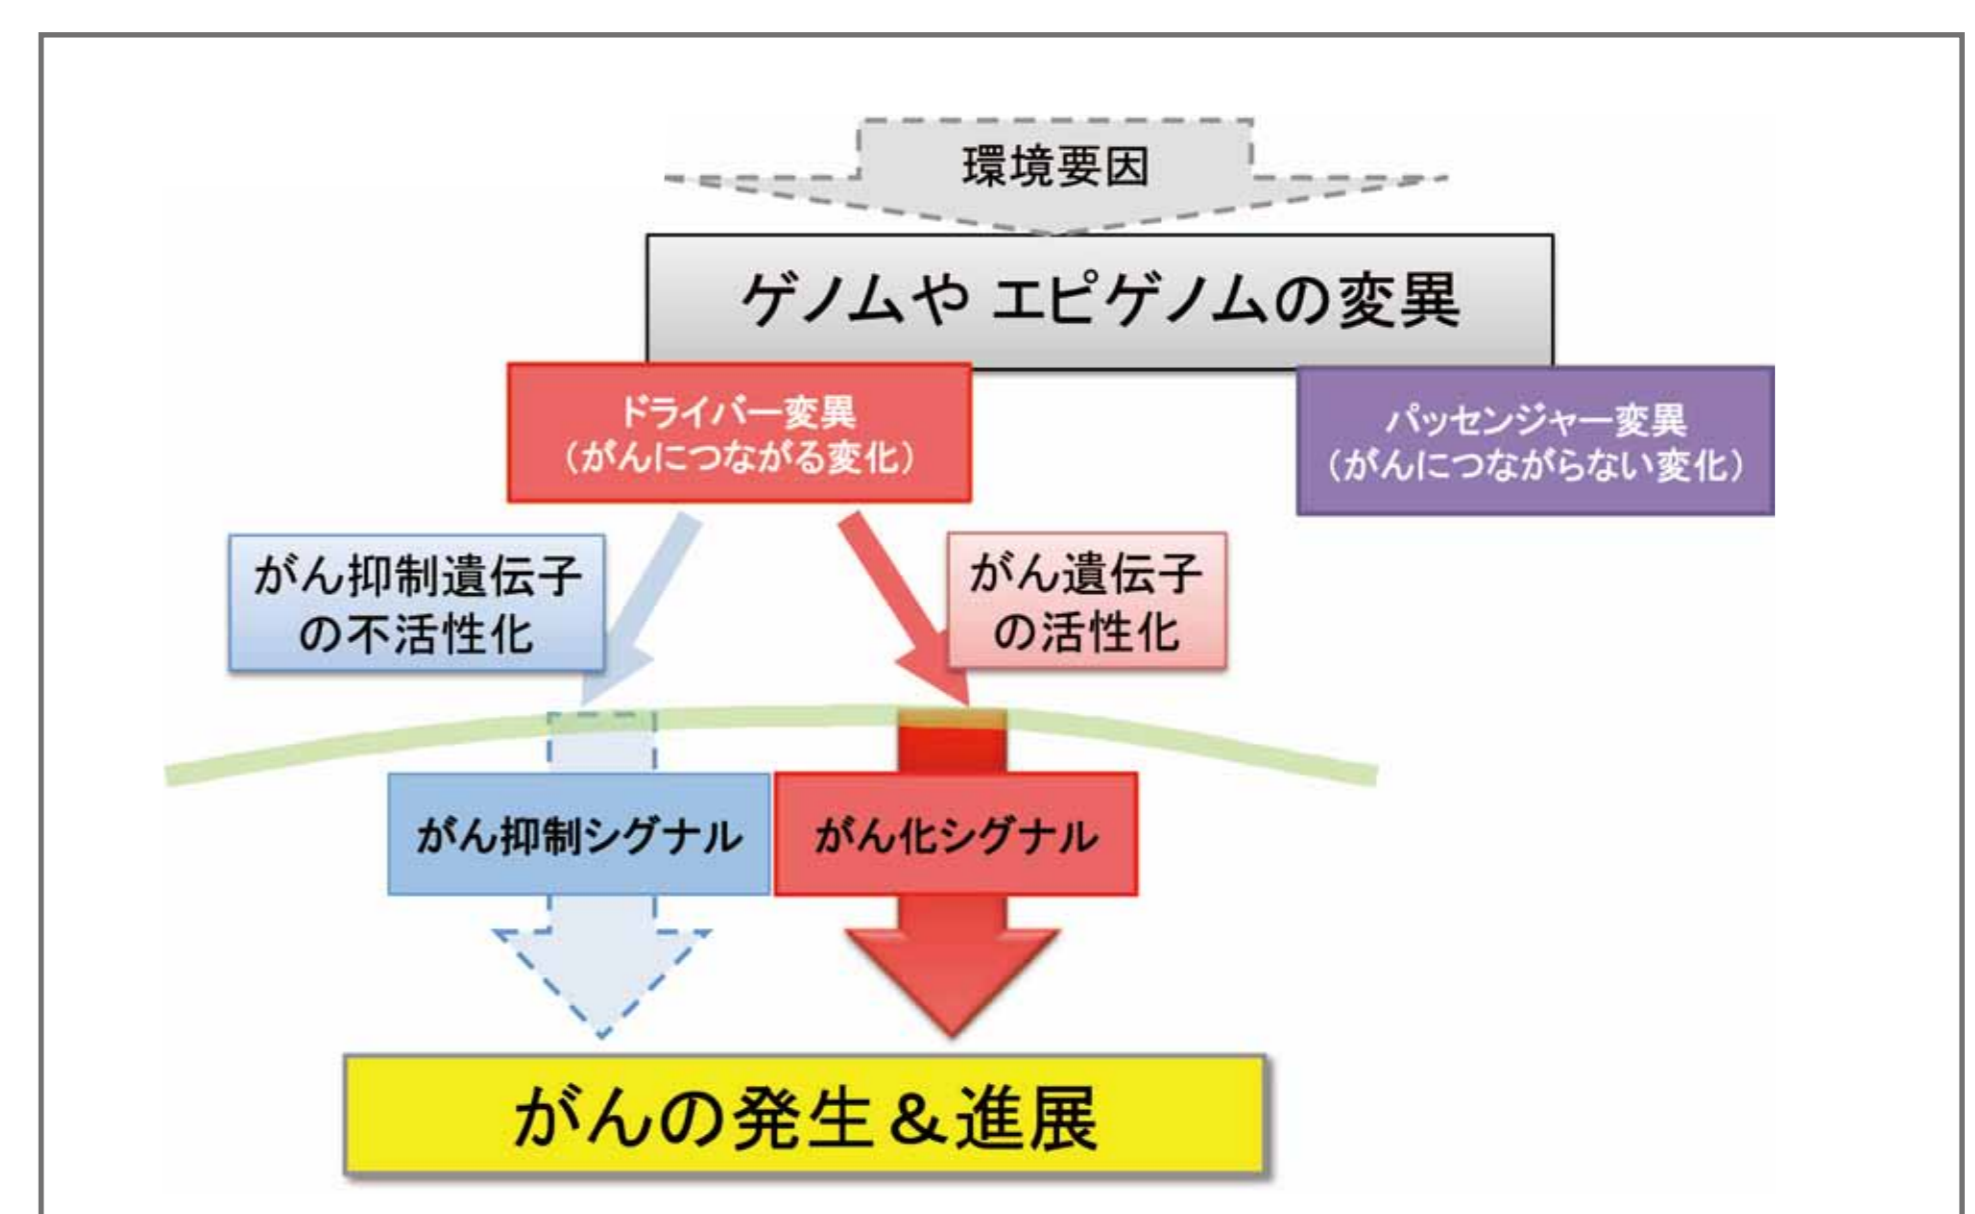 環境要因
ゲノムや エピゲノムの変異
ドライバー変異
（がんにつながる変化）
パッセンジャー変異
（がんにつながらない変化）
がん抑制遺伝子
の不活性化
がん遺伝子
の活性化
がん抑制シグナル
がん化シグナル
がんの発生＆進展